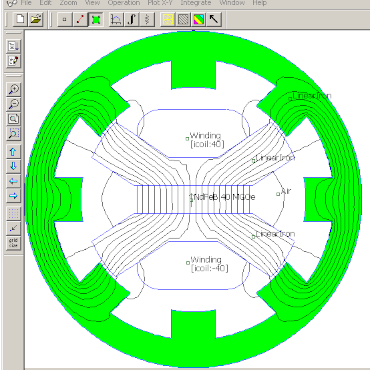 File Edit Zoom View Operation Plot X-Y Integrate Window Help
LinearIron
Winding
[icoil:40]
LinearIron
Air
NdFeB 40 MGOe
LinearIron
Winding
[icoil:-40]